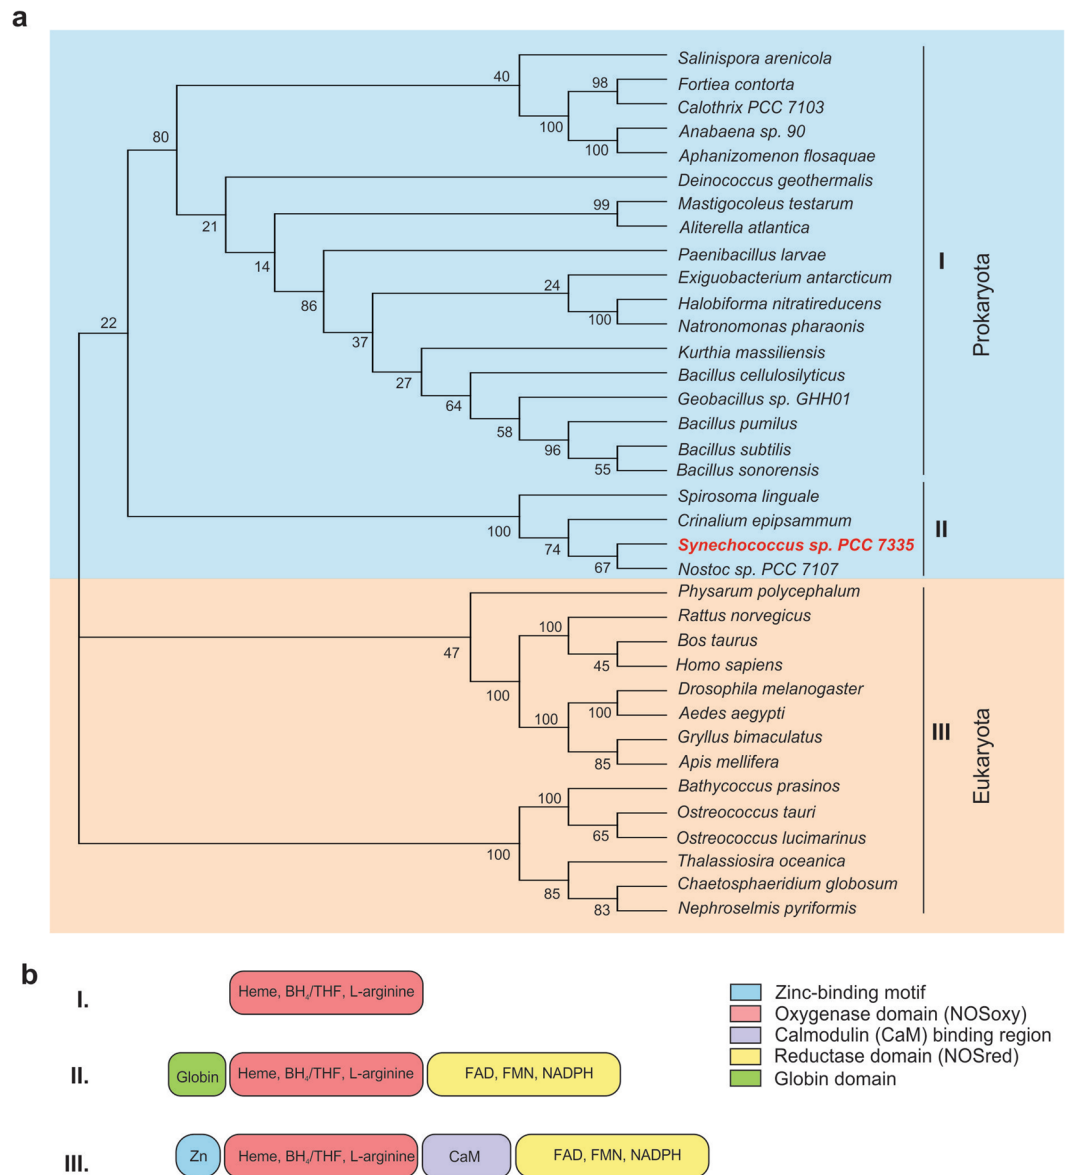 a
40
Salinispora arenicola
98
Fortiea contorta
Calothrix PCC 7103
100
Anabaena sp. 90
100
Aphanizomenon flosaquae
80
Deinococcus geothermalis
21
99
Mastigocoleus testarum
Aliterella atlantica
14
Paenibacillus larvae
86
24
Exiguobacterium antarcticum
Halobiforma nitratireducens
100
Natronomonas pharaonis
22
37
Kurthia massiliensis
27
Bacillus cellulosilyticus
64
Geobacillus sp. GHH01
58
Bacillus pumilus
96
Bacillus subtilis
55
Bacillus sonorensis
I
Prokaryota
Spirosoma linguale
100
Crinalium epipsammum
74
Synechococcus sp. PCC 7335
67
Nostoc sp. PCC 7107
II
Physarum polycephalum
47
Rattus norvegicus
100
Bos taurus
45
Homo sapiens
100
Drosophila melanogaster
100
Aedes aegypti
100
Gryllus bimaculatus
85
Apis mellifera
III
Eukaryota
Bathycoccus prasinos
100
Ostreococcus tauri
65
Ostreococcus lucimarinus
100
Thalassiosira oceanica
85
Chaetosphaeridium globosum
83
Nephroselmis pyriformis
b
I.
Heme, BH₄/THF, L-arginine
II.
Globin
Heme, BH₄/THF, L-arginine
FAD, FMN, NADPH
III.
Zn
Heme, BH₄/THF, L-arginine
CaM
FAD, FMN, NADPH
Zinc-binding motif
Oxygenase domain (NOSoxy)
Calmodulin (CaM) binding region
Reductase domain (NOSred)
Globin domain